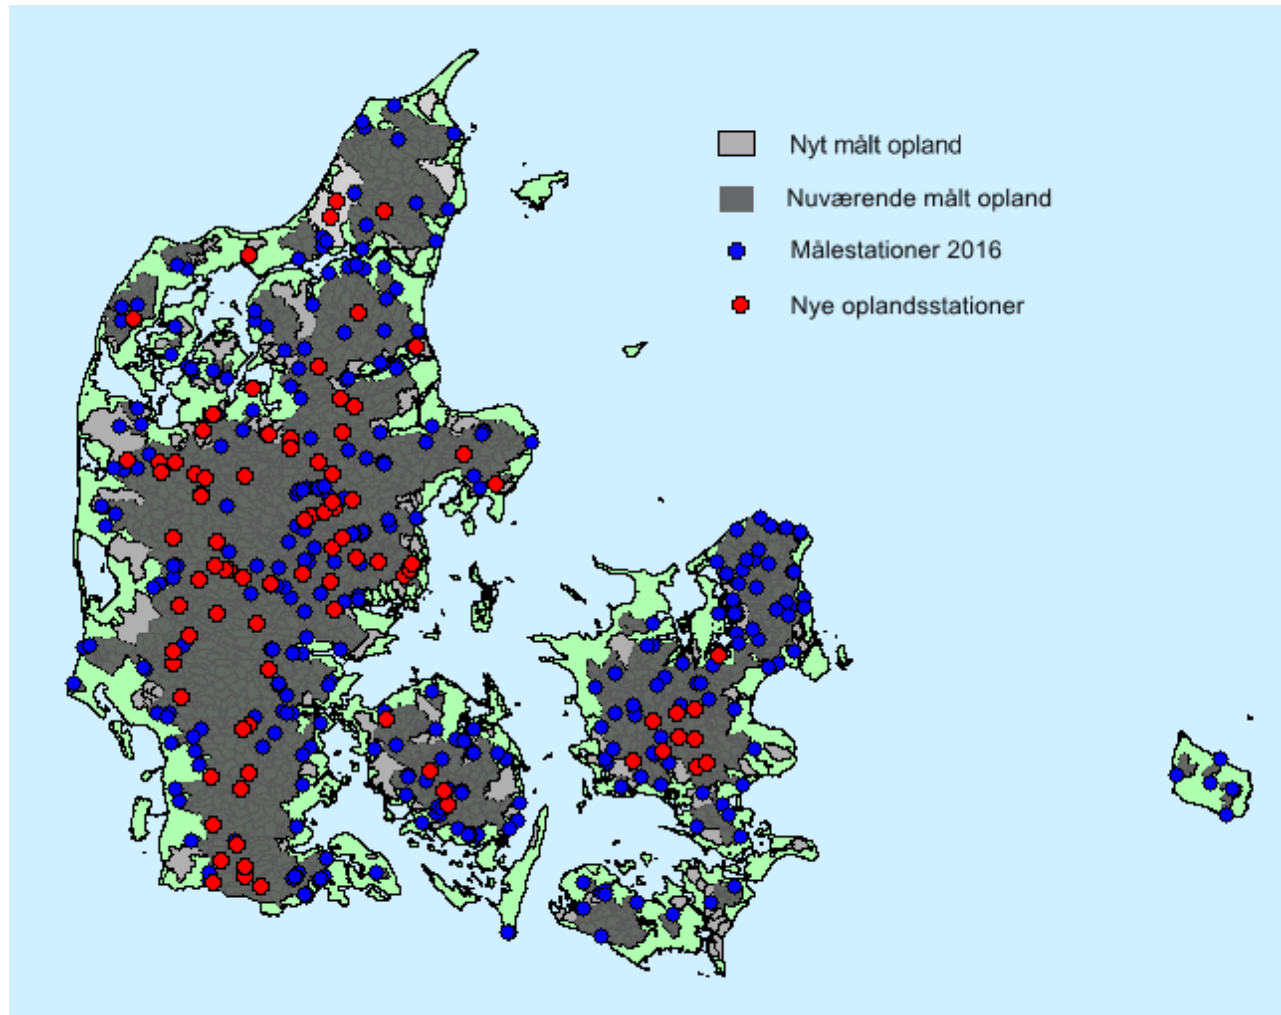 Nyt målt opland
Nuværende målt opland
Målestationer 2016
Nye oplandsstationer